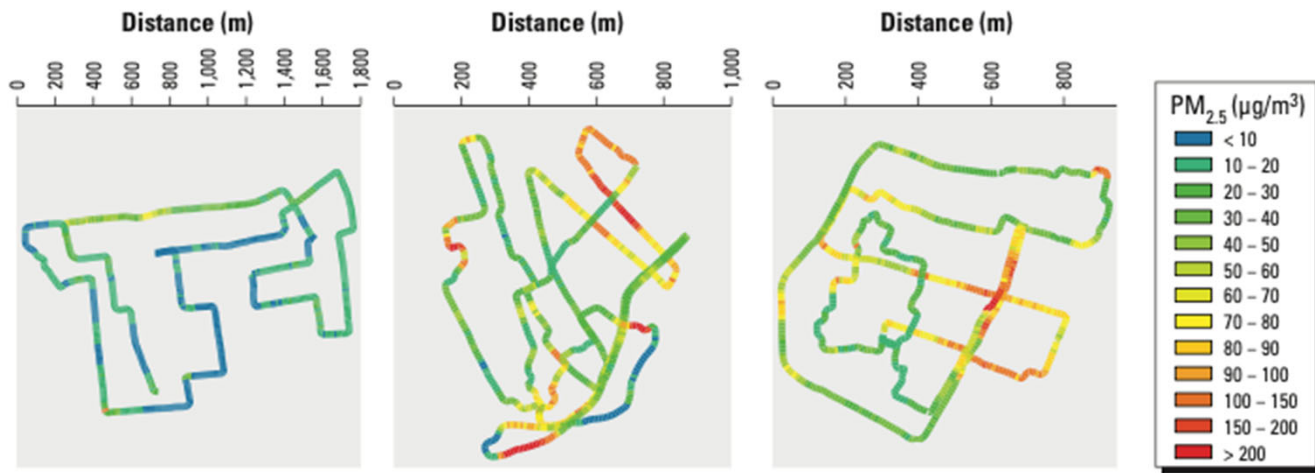 Distance (m)
0 200 400 600 800 1,000 1,200 1,400 1,600 1,800
Distance (m)
0 200 400 600 800 1,000
Distance (m)
0 200 400 600 800
PM2.5 (µg/m³)
< 10
10 – 20
20 – 30
30 – 40
40 – 50
50 – 60
60 – 70
70 – 80
80 – 90
90 – 100
100 – 150
150 – 200
> 200